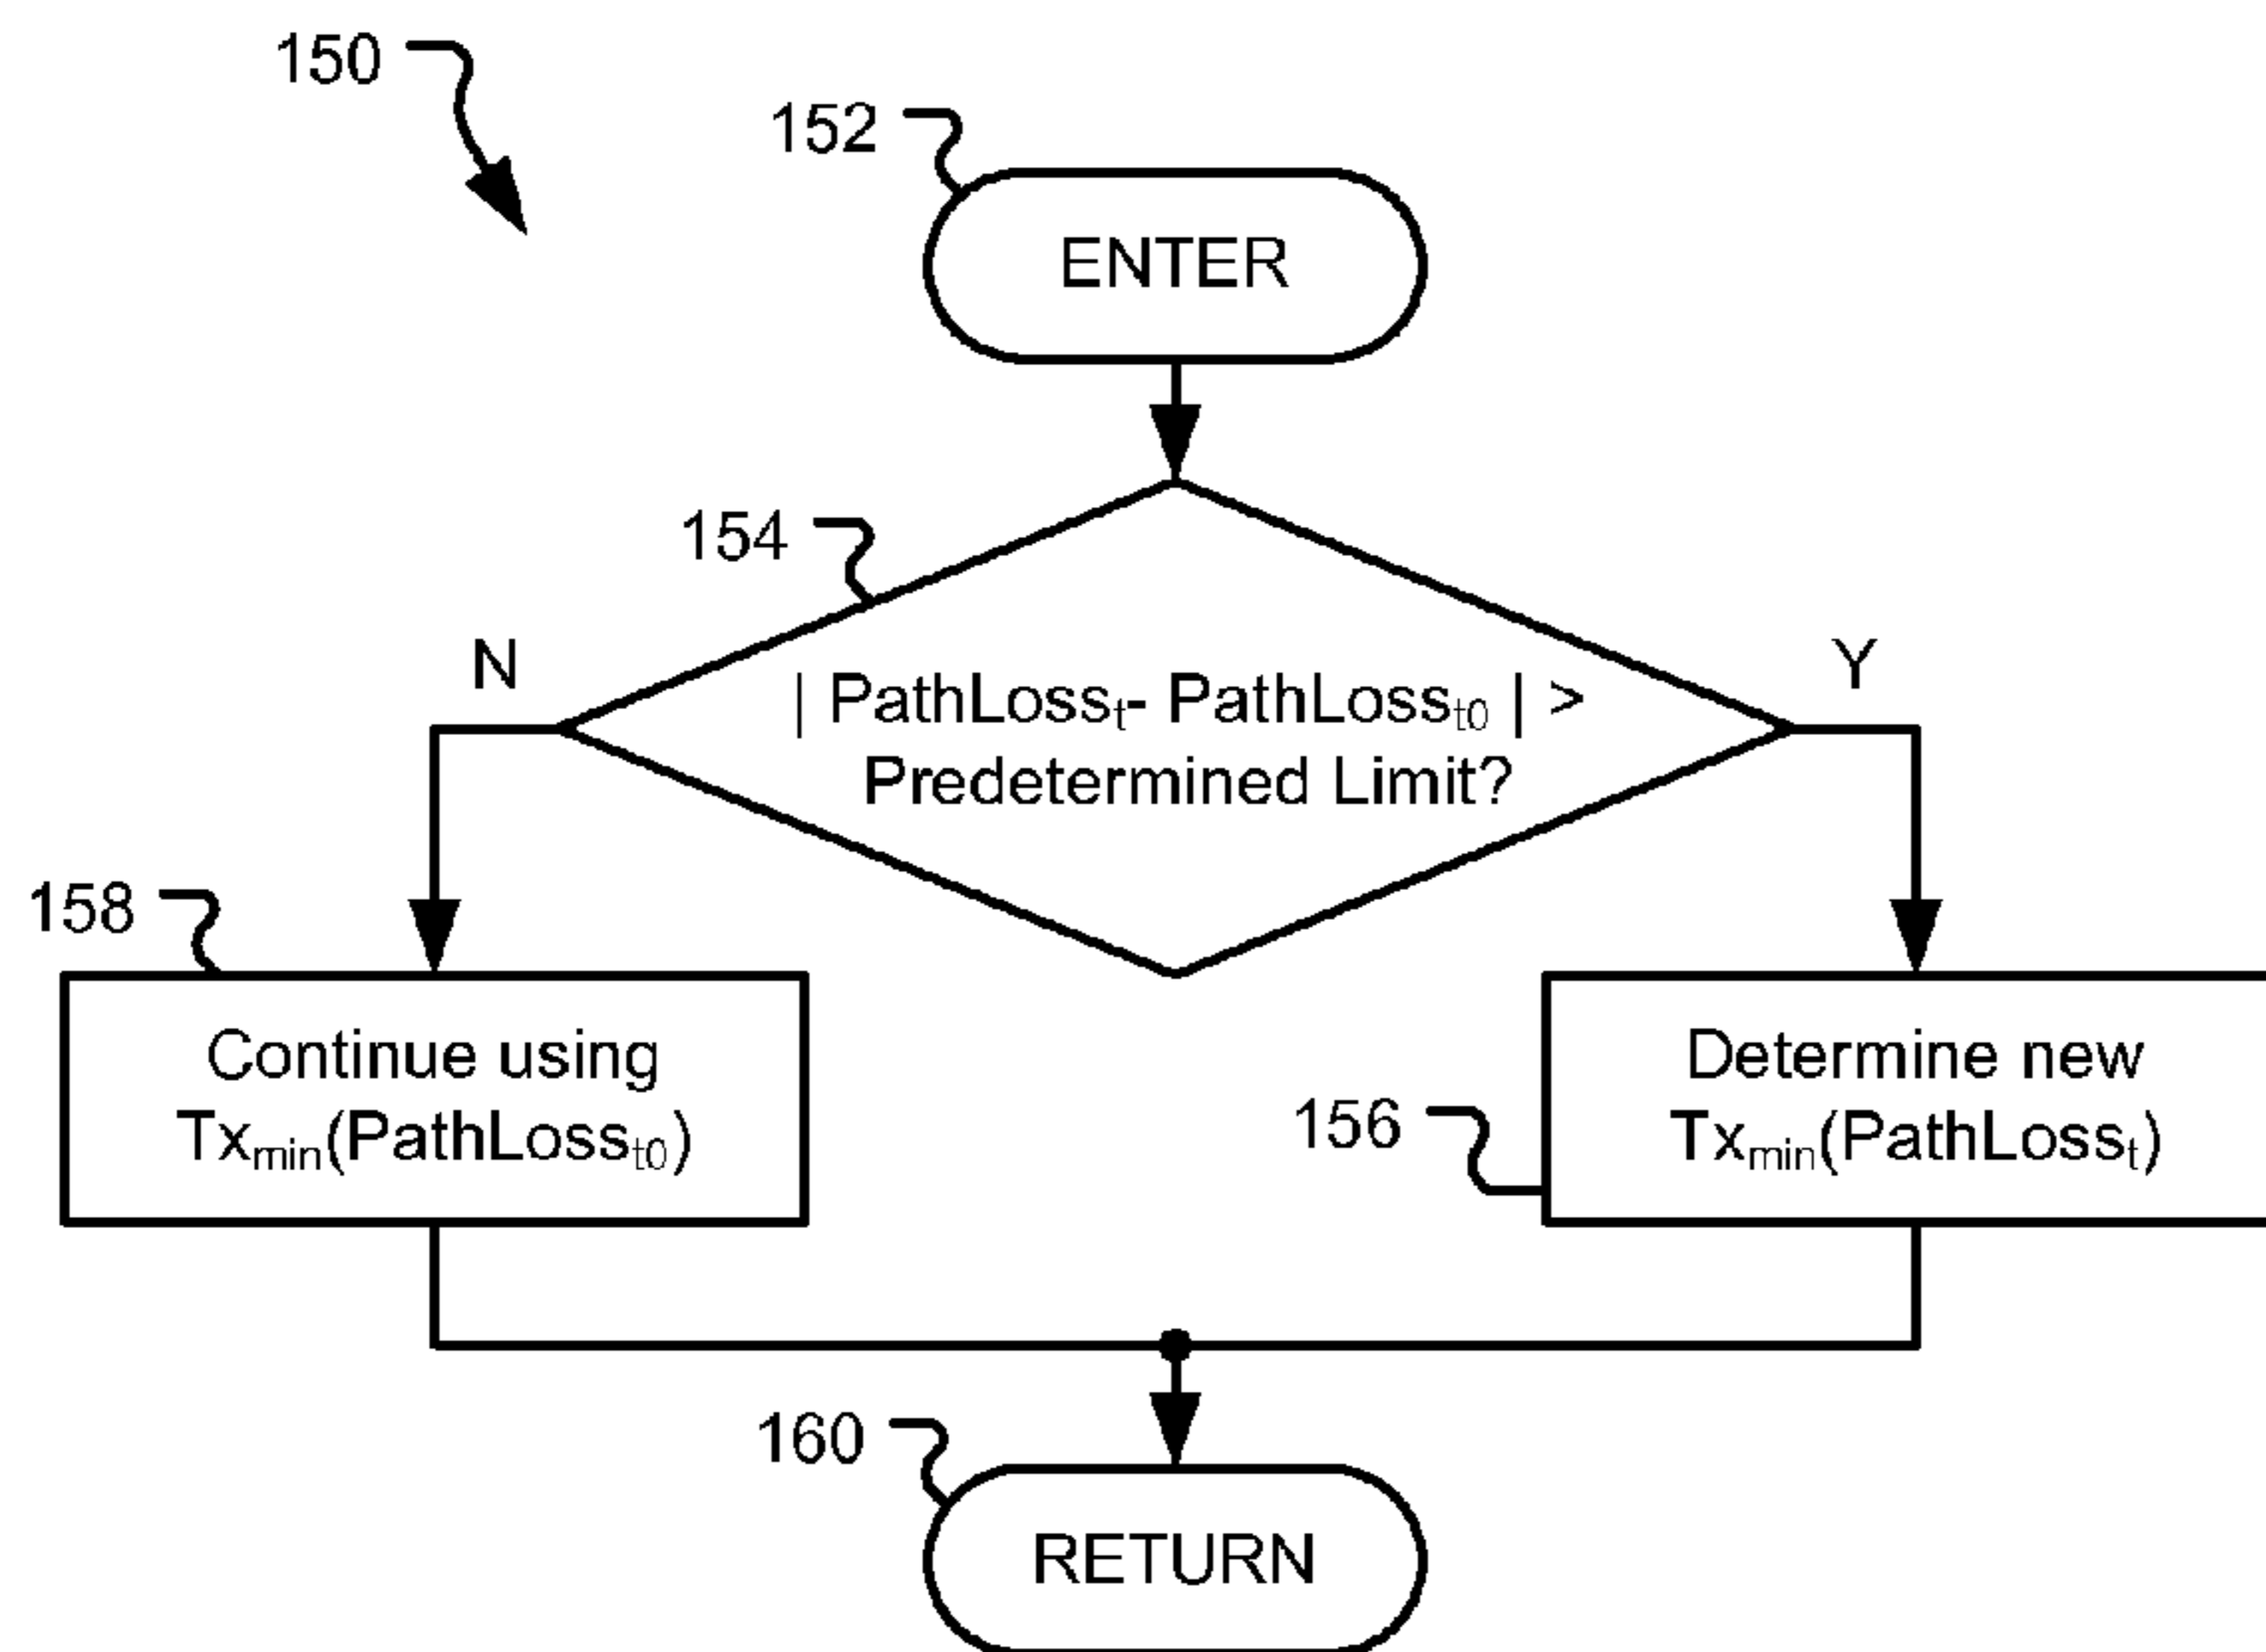 150
152
ENTER
154
N
Y
| PathLosst- PathLosst0 | >
Predetermined Limit?
158
Continue using
Txmin(PathLosst0)
156
Determine new
Txmin(PathLosst)
160
RETURN